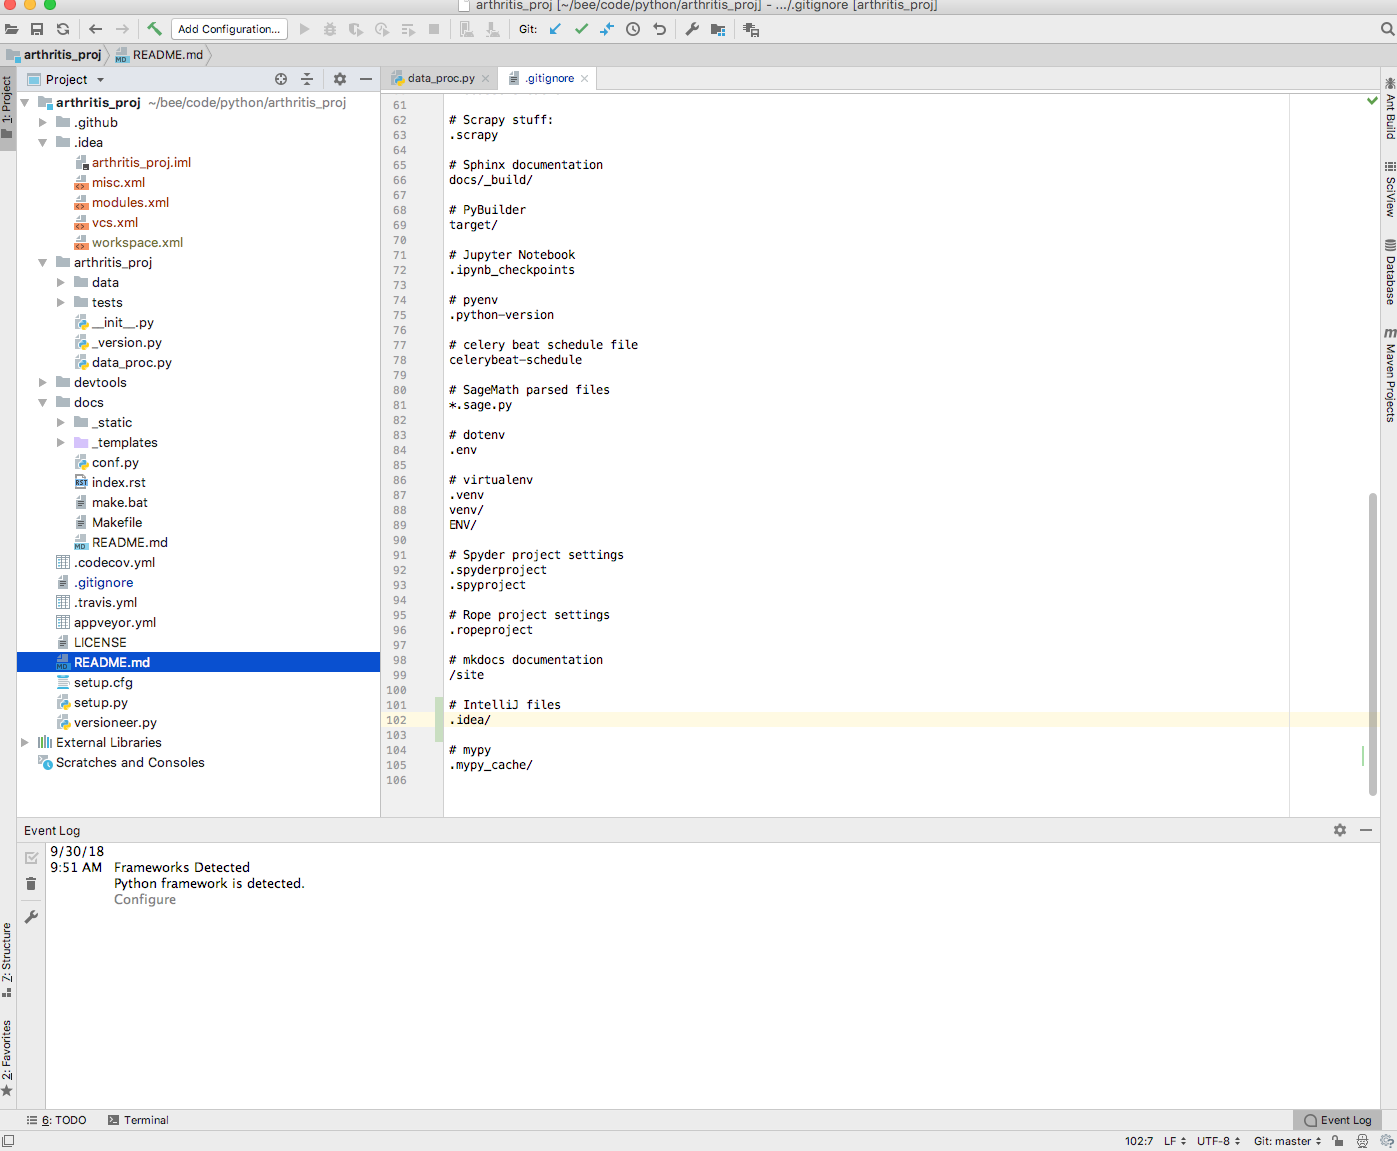 arthritis_proj [~/bee/code/python/arthritis_proj] - .../.gitignore [arthritis_proj]
Add Configuration... Git:
arthritis_proj README.md
Project
data_proc.py .gitignore
1: Project
arthritis_proj ~/bee/code/python/arthritis_proj
.github
.idea
arthritis_proj.iml
misc.xml
modules.xml
vcs.xml
workspace.xml
arthritis_proj
data
tests
__init__.py
_version.py
data_proc.py
devtools
docs
_static
_templates
conf.py
index.rst
make.bat
Makefile
README.md
.codecov.yml
.gitignore
.travis.yml
appveyor.yml
LICENSE
README.md
setup.cfg
setup.py
versioneer.py
External Libraries
Scratches and Consoles
61
62 # Scrapy stuff:
63 .scrapy
64
65 # Sphinx documentation
66 docs/_build/
67
68 # PyBuilder
69 target/
70
71 # Jupyter Notebook
72 .ipynb_checkpoints
73
74 # pyenv
75 .python-version
76
77 # celery beat schedule file
78 celerybeat-schedule
79
80 # SageMath parsed files
81 *.sage.py
82
83 # dotenv
84 .env
85
86 # virtualenv
87 .venv
88 venv/
89 ENV/
90
91 # Spyder project settings
92 .spyderproject
93 .spyproject
94
95 # Rope project settings
96 .ropeproject
97
98 # mkdocs documentation
99 /site
100
101 # IntelliJ files
102 .idea/
103
104 # mypy
105 .mypy_cache/
106
Ant Build
SciView
Database
Maven Projects
Event Log
9/30/18
9:51 AM Frameworks Detected
Python framework is detected.
Configure
7: Structure
2: Favorites
6: TODO Terminal Event Log
102:7 LF UTF-8 Git: master